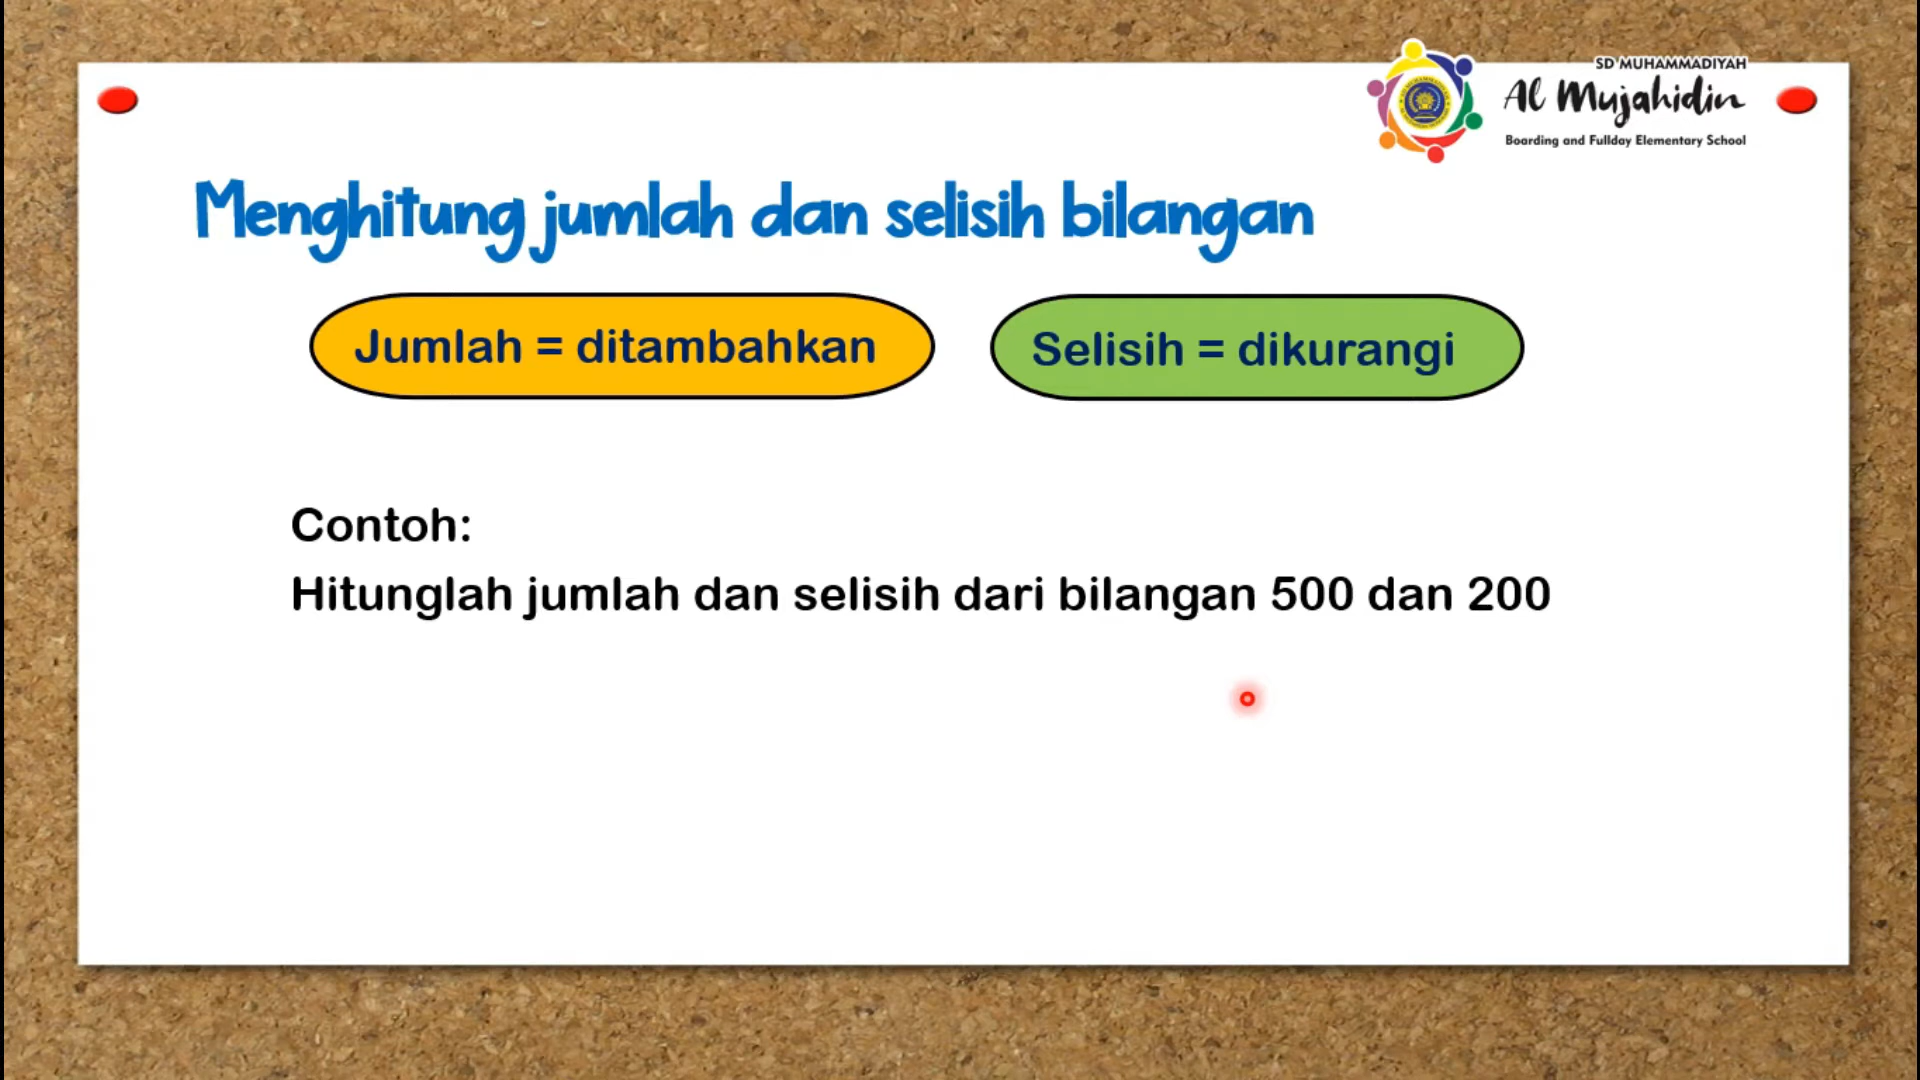 SD MUHAMMADIYAH
Al Mujahidin
Boarding and Fullday Elementary School
Menghitung jumlah dan selisih bilangan
Jumlah = ditambahkan
Selisih = dikurangi
Contoh:
Hitunglah jumlah dan selisih dari bilangan 500 dan 200